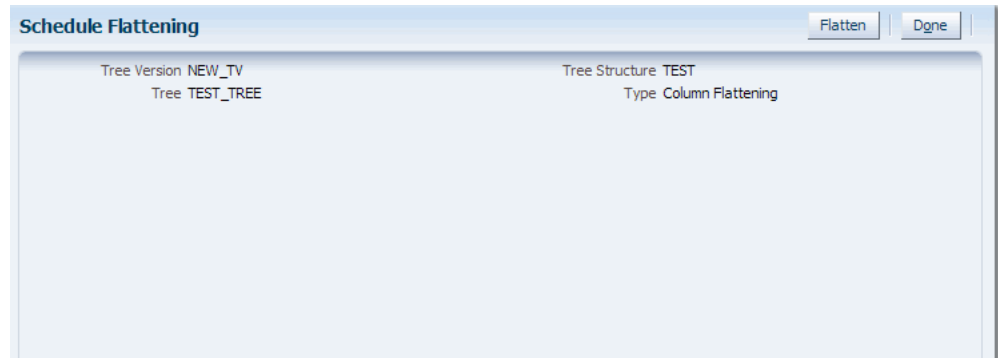 Schedule Flattening
Flatten
Done
Tree Version NEW_TV
Tree Structure TEST
Tree TEST_TREE
Type Column Flattening